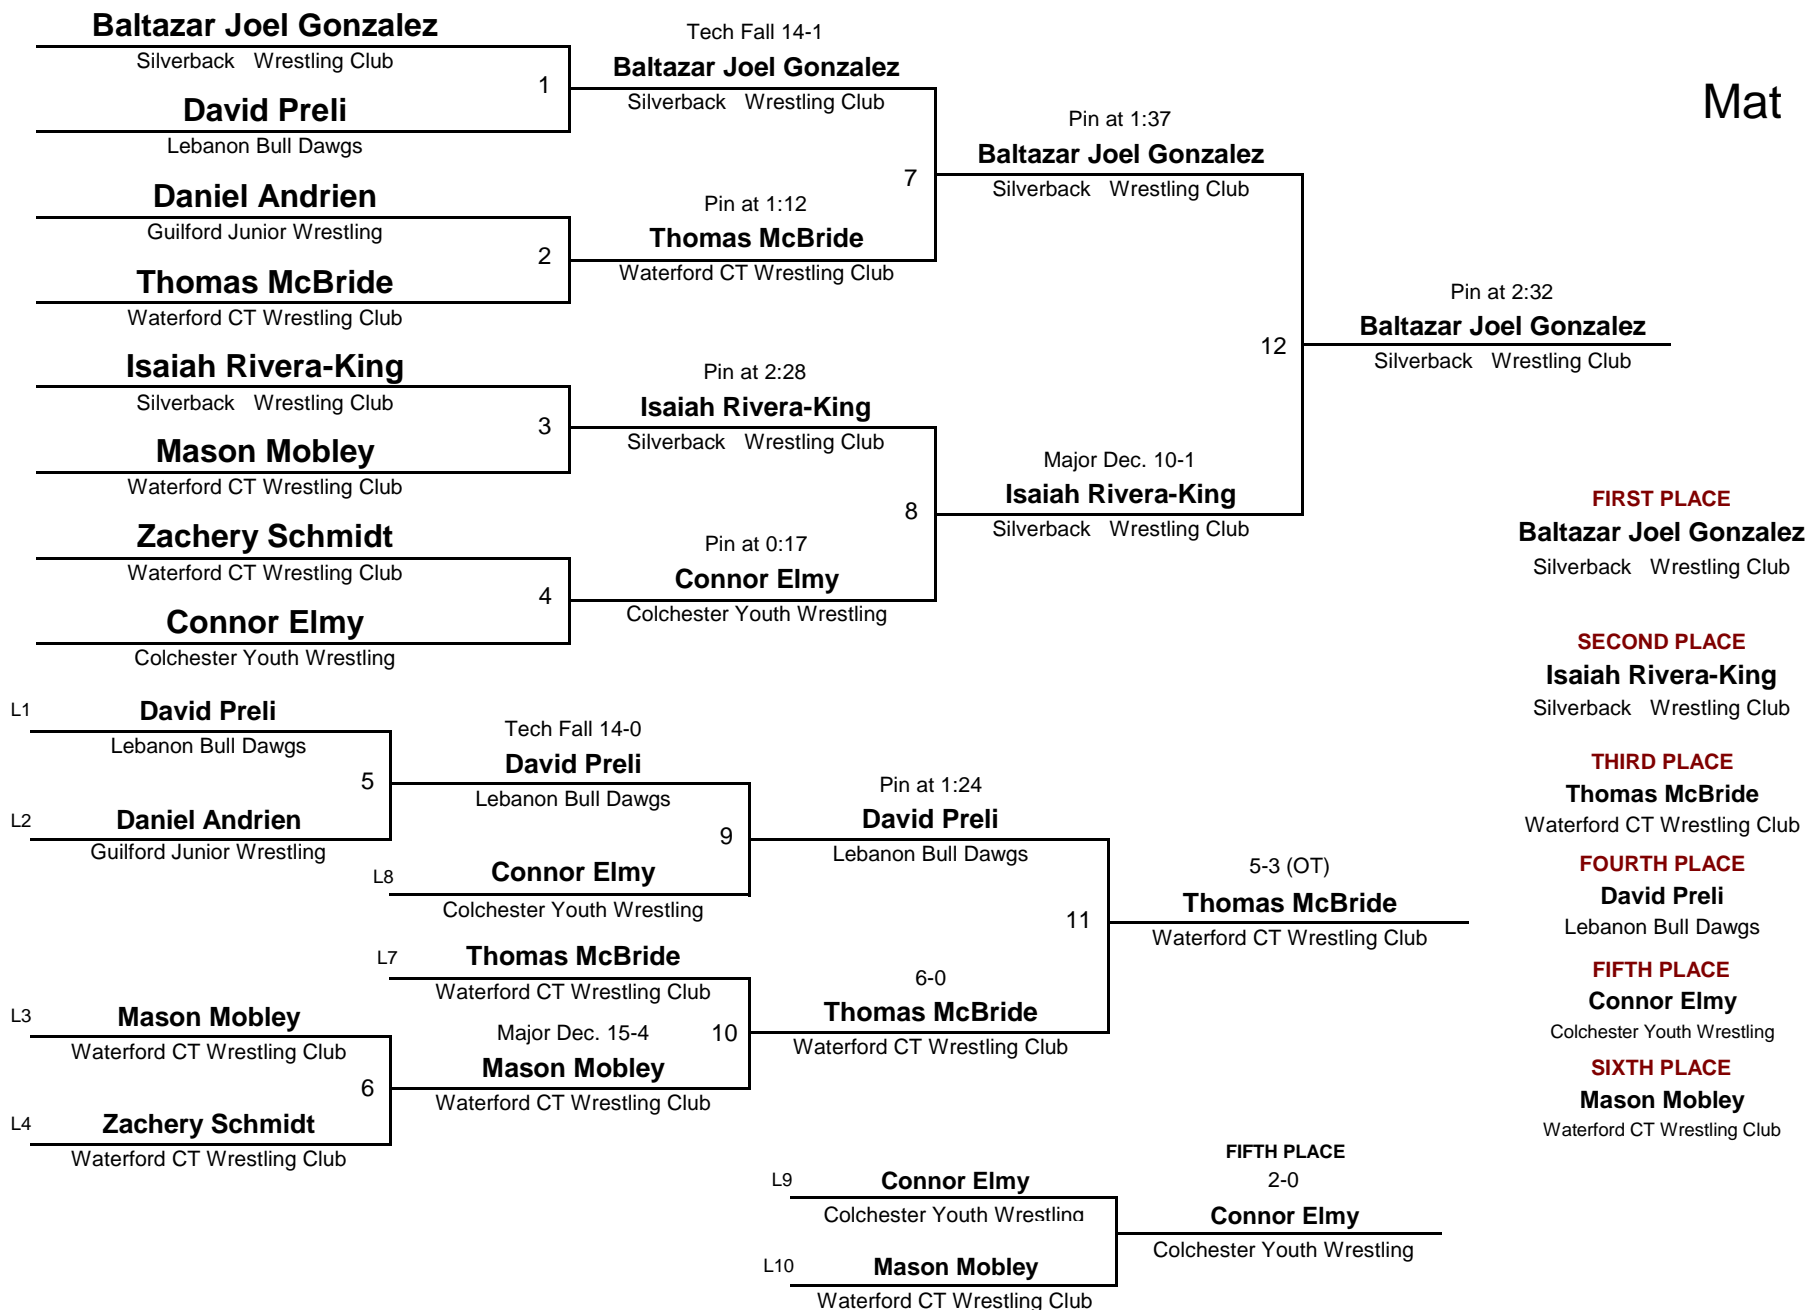 Mat
Baltazar Joel Gonzalez
Silverback Wrestling Club
1
David Preli
Lebanon Bull Dawgs
Daniel Andrien
Guilford Junior Wrestling
2
Thomas McBride
Waterford CT Wrestling Club
Isaiah Rivera-King
Silverback Wrestling Club
3
Mason Mobley
Waterford CT Wrestling Club
Zachery Schmidt
Waterford CT Wrestling Club
4
Connor Elmy
Colchester Youth Wrestling
Tech Fall 14-1
Baltazar Joel Gonzalez
Silverback Wrestling Club
7
Pin at 1:12
Thomas McBride
Waterford CT Wrestling Club
Pin at 2:28
Isaiah Rivera-King
Silverback Wrestling Club
8
Pin at 0:17
Connor Elmy
Colchester Youth Wrestling
Pin at 1:37
Baltazar Joel Gonzalez
Silverback Wrestling Club
12
Major Dec. 10-1
Isaiah Rivera-King
Silverback Wrestling Club
Pin at 2:32
Baltazar Joel Gonzalez
Silverback Wrestling Club
L1
David Preli
Lebanon Bull Dawgs
5
L2
Daniel Andrien
Guilford Junior Wrestling
L3
Mason Mobley
Waterford CT Wrestling Club
6
L4
Zachery Schmidt
Waterford CT Wrestling Club
Tech Fall 14-0
David Preli
Lebanon Bull Dawgs
9
L8
Connor Elmy
Colchester Youth Wrestling
L7
Thomas McBride
Waterford CT Wrestling Club
10
Major Dec. 15-4
Mason Mobley
Waterford CT Wrestling Club
Pin at 1:24
David Preli
Lebanon Bull Dawgs
11
6-0
Thomas McBride
Waterford CT Wrestling Club
5-3 (OT)
Thomas McBride
Waterford CT Wrestling Club
L9
Connor Elmy
Colchester Youth Wrestling
L10
Mason Mobley
Waterford CT Wrestling Club
FIFTH PLACE
2-0
Connor Elmy
Colchester Youth Wrestling
FIRST PLACE
Baltazar Joel Gonzalez
Silverback Wrestling Club
SECOND PLACE
Isaiah Rivera-King
Silverback Wrestling Club
THIRD PLACE
Thomas McBride
Waterford CT Wrestling Club
FOURTH PLACE
David Preli
Lebanon Bull Dawgs
FIFTH PLACE
Connor Elmy
Colchester Youth Wrestling
SIXTH PLACE
Mason Mobley
Waterford CT Wrestling Club